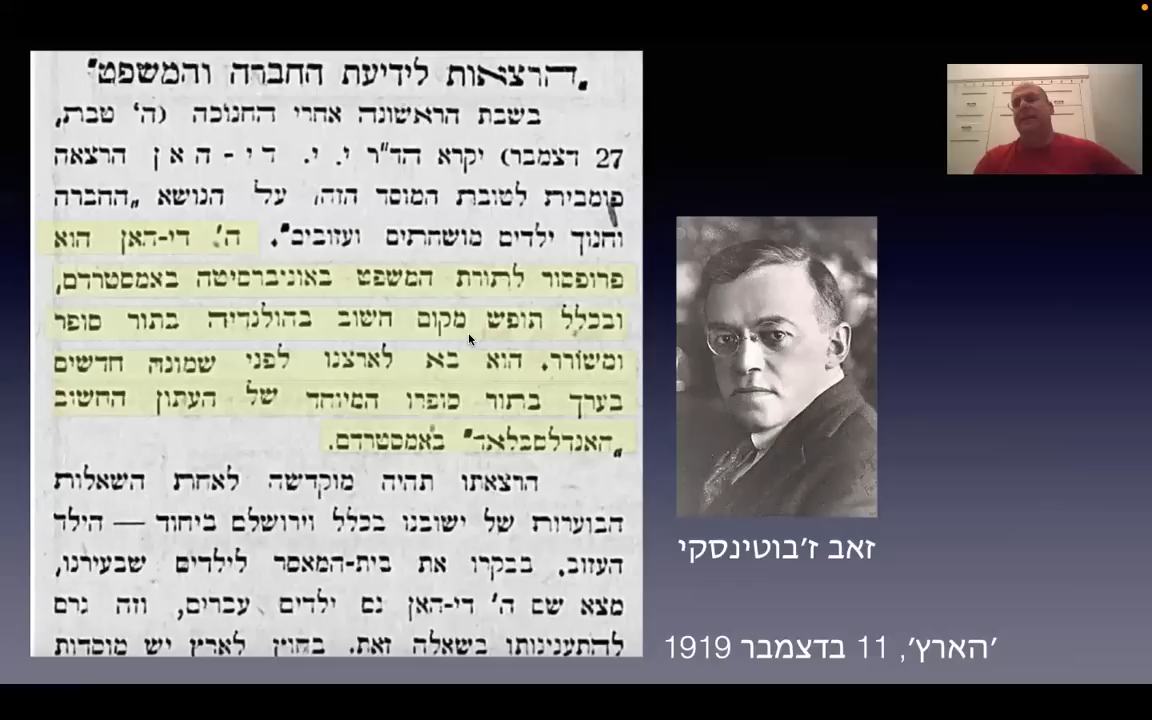 „הרצאות לידיעת החברה והמשפט"
בשבת הראשונה אחרי החנוכה (ה' טבת,
27 דצמבר) יקרא הד"ר י. י. די-האן הרצאה
פומבית לטובת המוסד הזה, על הנושא „החברה
וחנוך ילדים מושחתים ועזובים". ה' די-האן הוא
פרופסור לתורת המשפט באוניברסיטה באמסטרדם,
ובכלל תופש מקום חשוב בהולנדיה בתור סופר
ומשורר. הוא בא לארצנו לפני שמונה חדשים
בערך בתור סופרו המיוחד של העתון החשוב
„האנדלסבלאד" באמסטרדם.
הרצאתו תהיה מוקדשה לאחת השאלות
הבוערות של ישובנו בכלל וירושלם ביחוד — הילד
העזוב. בבקרו את בית-המאסר לילדים שבעירנו,
מצא שם ה' די-האן גם ילדים עברים, וזה גרם
להתענינותו בשאלה זאת. בחוץ לארץ יש מוסדות
זאב ז'בוטינסקי
'הארץ', 11 בדצמבר 1919